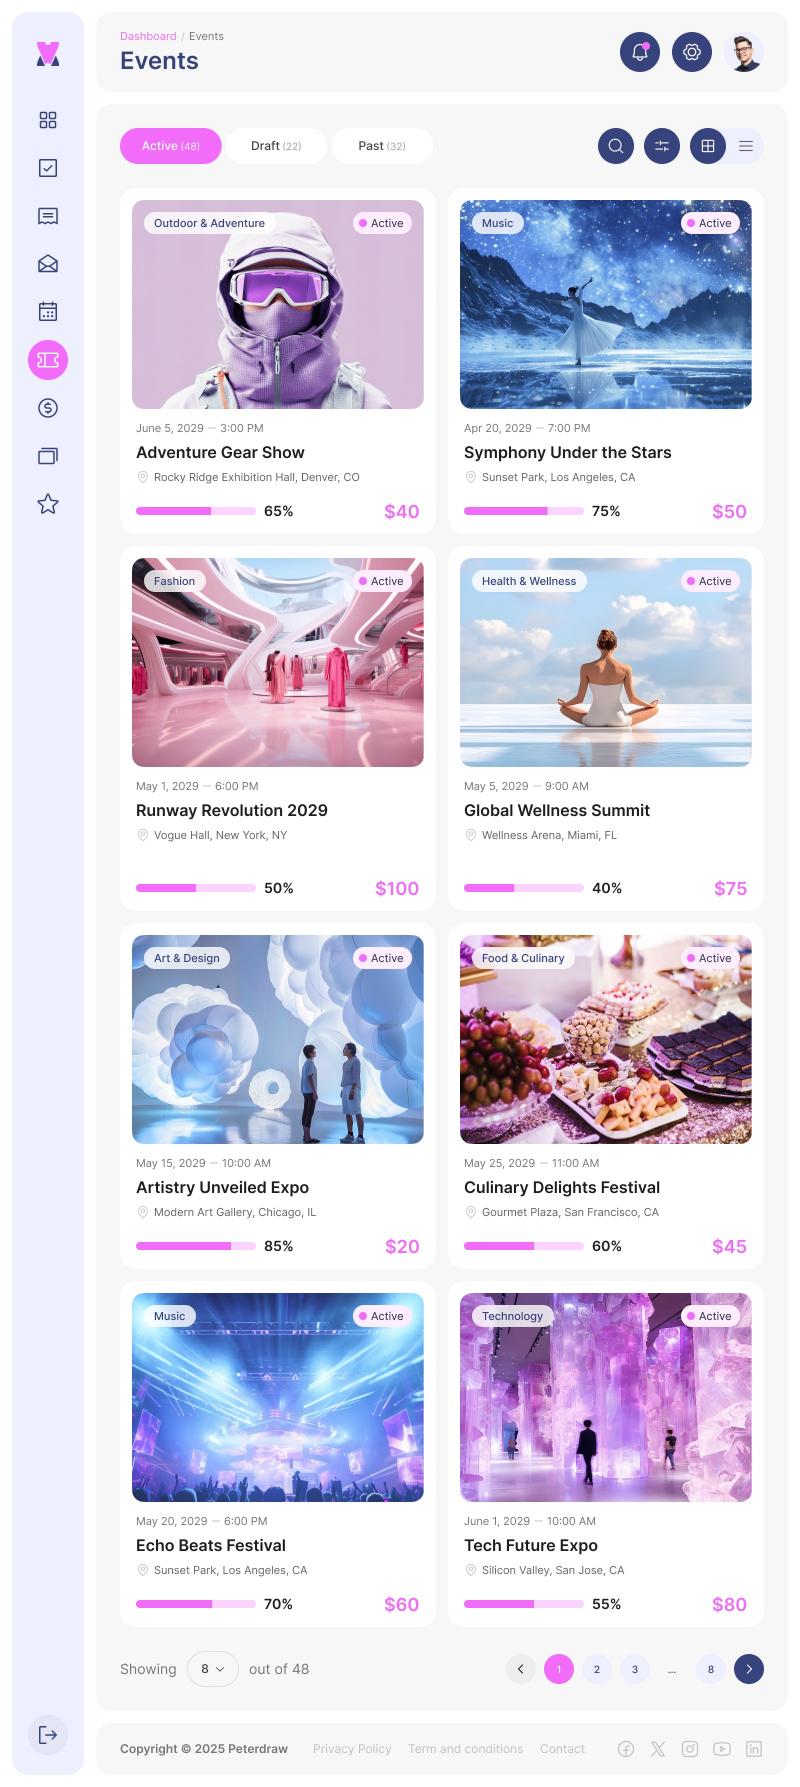 Dashboard / Events
Events
Active (48)
Draft (22)
Past (32)
Outdoor & Adventure
Active
June 5, 2029 — 3:00 PM
Adventure Gear Show
Rocky Ridge Exhibition Hall, Denver, CO
65%
$40
Music
Active
Apr 20, 2029 — 7:00 PM
Symphony Under the Stars
Sunset Park, Los Angeles, CA
75%
$50
Fashion
Active
May 1, 2029 — 6:00 PM
Runway Revolution 2029
Vogue Hall, New York, NY
50%
$100
Health & Wellness
Active
May 5, 2029 — 9:00 AM
Global Wellness Summit
Wellness Arena, Miami, FL
40%
$75
Art & Design
Active
May 15, 2029 — 10:00 AM
Artistry Unveiled Expo
Modern Art Gallery, Chicago, IL
85%
$20
Food & Culinary
Active
May 25, 2029 — 11:00 AM
Culinary Delights Festival
Gourmet Plaza, San Francisco, CA
60%
$45
Music
Active
May 20, 2029 — 6:00 PM
Echo Beats Festival
Sunset Park, Los Angeles, CA
70%
$60
Technology
Active
June 1, 2029 — 10:00 AM
Tech Future Expo
Silicon Valley, San Jose, CA
55%
$80
Showing 8 out of 48
1 2 3 ... 8
Copyright © 2025 Peterdraw
Privacy Policy
Term and conditions
Contact